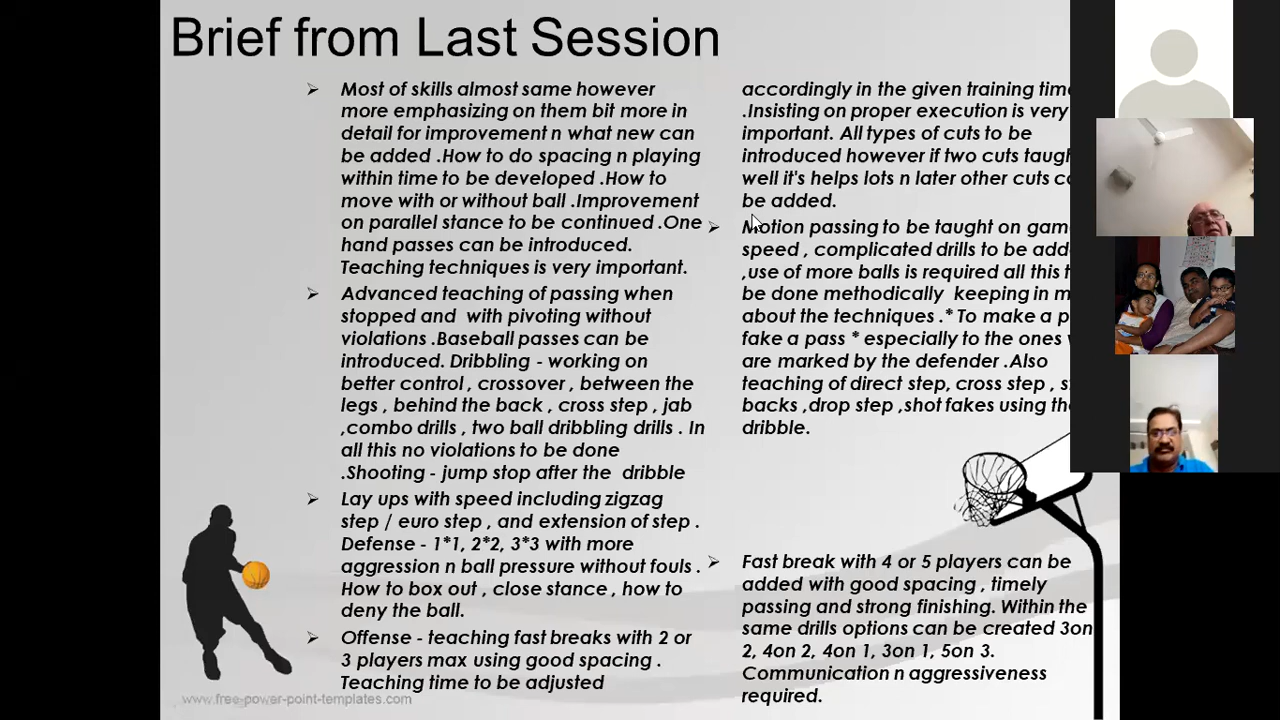 Brief from Last Session
Most of skills almost same however
more emphasizing on them bit more in
detail for improvement n what new can
be added .How to do spacing n playing
within time to be developed .How to
move with or without ball .Improvement
on parallel stance to be continued .One
hand passes can be introduced.
Teaching techniques is very important.
Advanced teaching of passing when
stopped and with pivoting without
violations .Baseball passes can be
introduced. Dribbling - working on
better control , crossover , between the
legs , behind the back , cross step , jab
,combo drills , two ball dribbling drills . In
all this no violations to be done
.Shooting - jump stop after the dribble
Lay ups with speed including zigzag
step / euro step , and extension of step .
Defense - 1*1, 2*2, 3*3 with more
aggression n ball pressure without fouls .
How to box out , close stance , how to
deny the ball.
Offense - teaching fast breaks with 2 or
3 players max using good spacing .
Teaching time to be adjusted
accordingly in the given training
.Insisting on proper execution is very
important. All types of cuts to be
introduced however if two cuts
well it's helps lots n later other cuts
be added.
Motion passing to be taught on
speed , complicated drills to be
,use of more balls is required all this
be done methodically keeping in
about the techniques .* To make a
fake a pass * especially to the ones
are marked by the defender .Also
teaching of direct step, cross step ,
backs ,drop step ,shot fakes using
dribble.
Fast break with 4 or 5 players can be
added with good spacing , timely
passing and strong finishing. Within the
same drills options can be created 3on
2, 4on 2, 4on 1, 3on 1, 5on 3.
Communication n aggressiveness
required.
www.free-power-point-templates.com